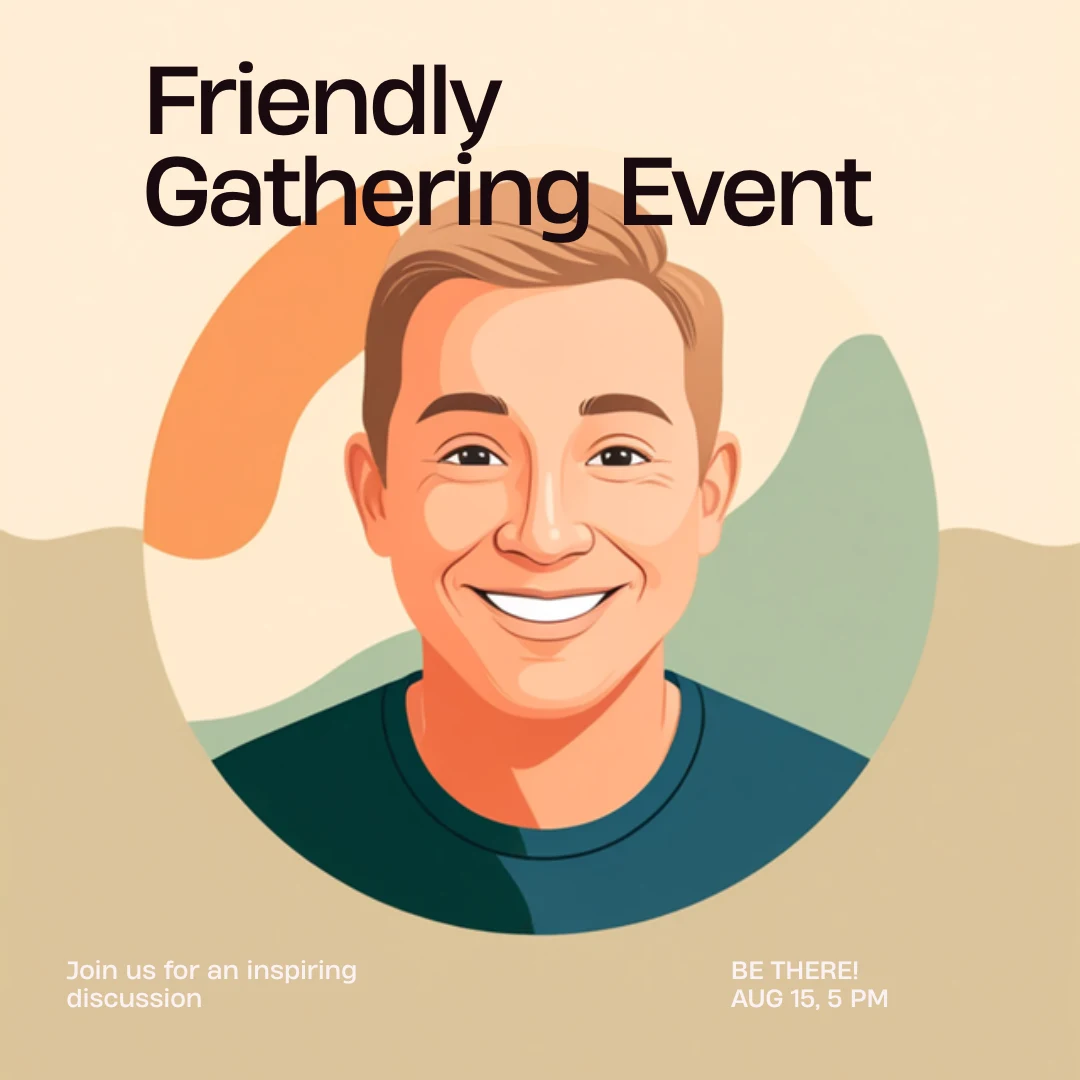 Friendly
Gathering Event
Join us for an inspiring
discussion
BE THERE!
AUG 15, 5 PM